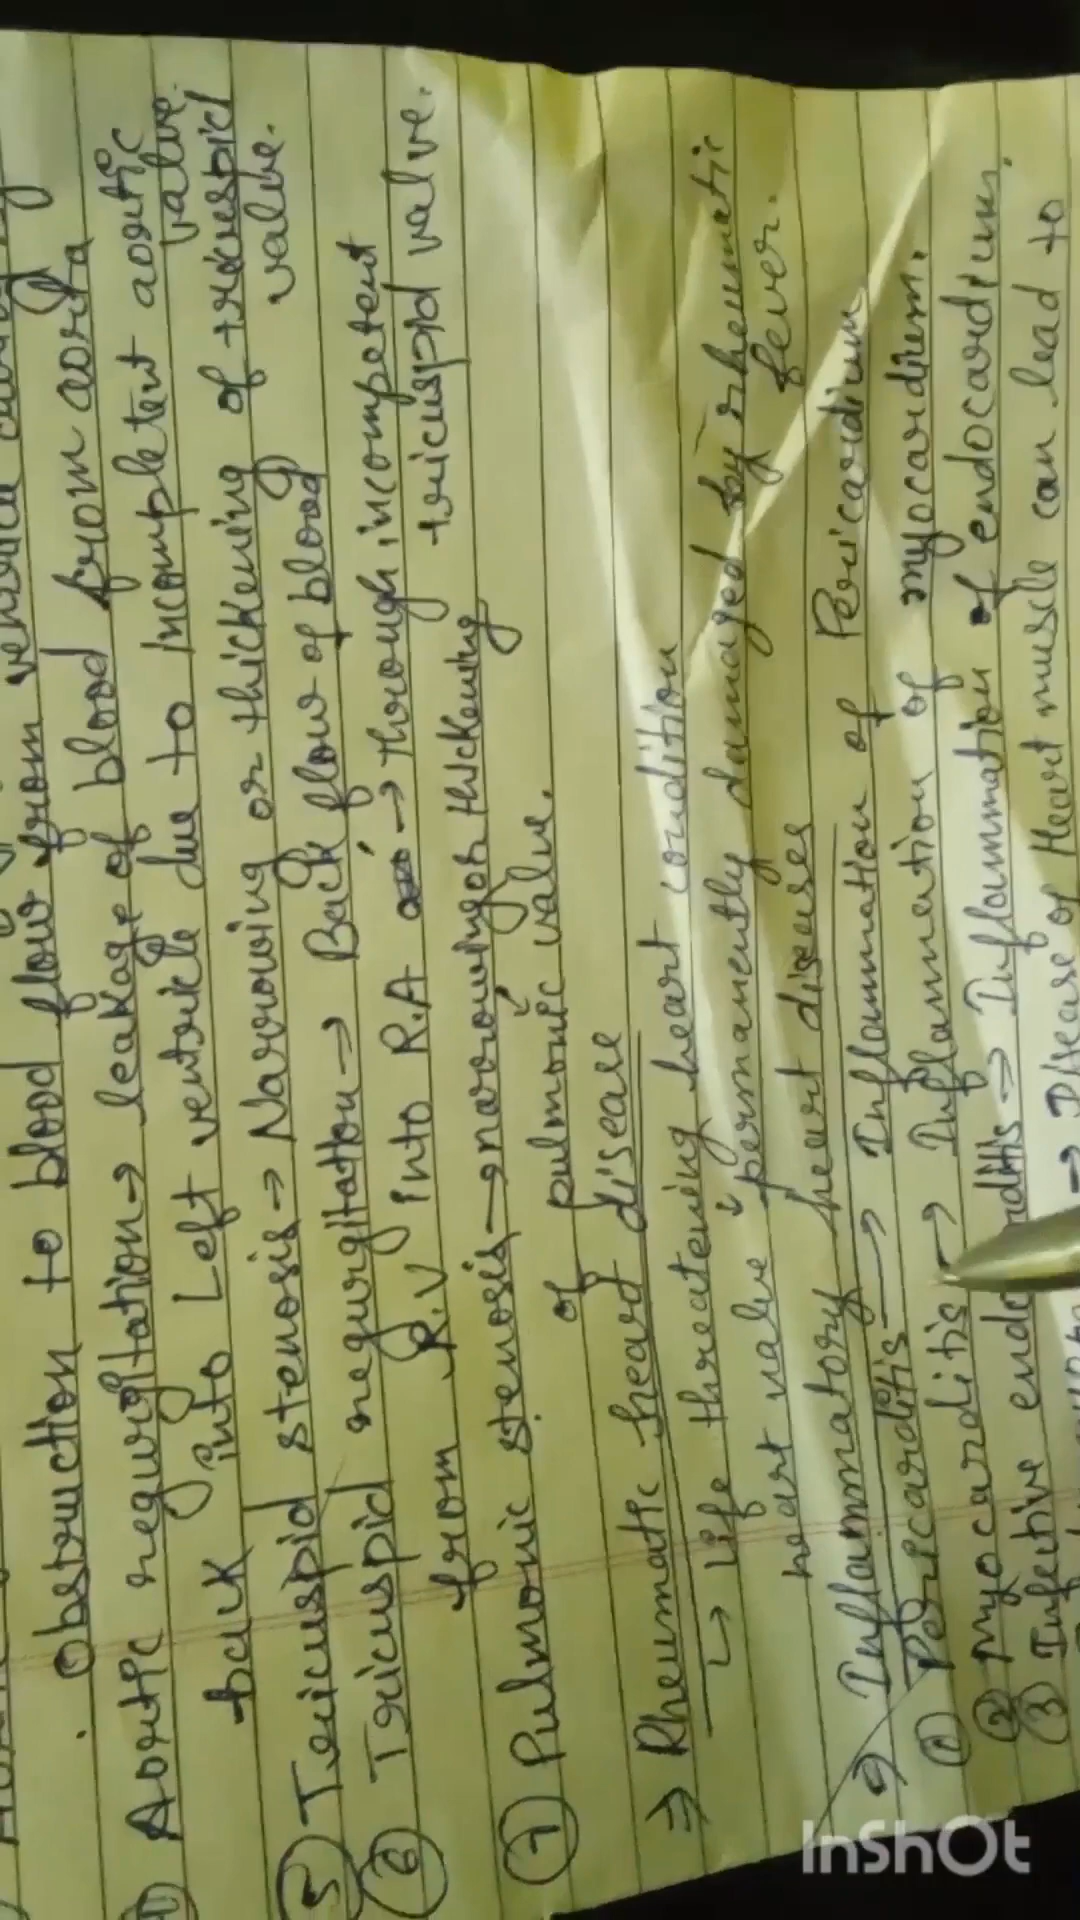 obstruction to blood flow from ventricle
Aortic regurgitation → leakage of blood from aorta
back into Left ventricle due to Incompletent aortic valve.
5 Tricuspid stenosis → Narrowing or thickening of tricuspid valve.
6 Tricuspid regurgitation → Back flow of blood
from R.V into R.A → through incompetent tricuspid valve.
7 Pulmonic stenosis → narrowing or thickening
of pulmonic valve.
⇒ Rheumatic heard disease
↳ Life threatening heart condition
↓
heart valve permanently damaged by rheumatic fever.
⇒ Inflammatory heart diseases
① Pericarditis → Inflammation of Pericardium
② Myocarditis → Inflammention of myocardium.
③ Infective endocarditis → Inflammation of endocardium.
→ Disease of Heart muscle can lead to
InShOt